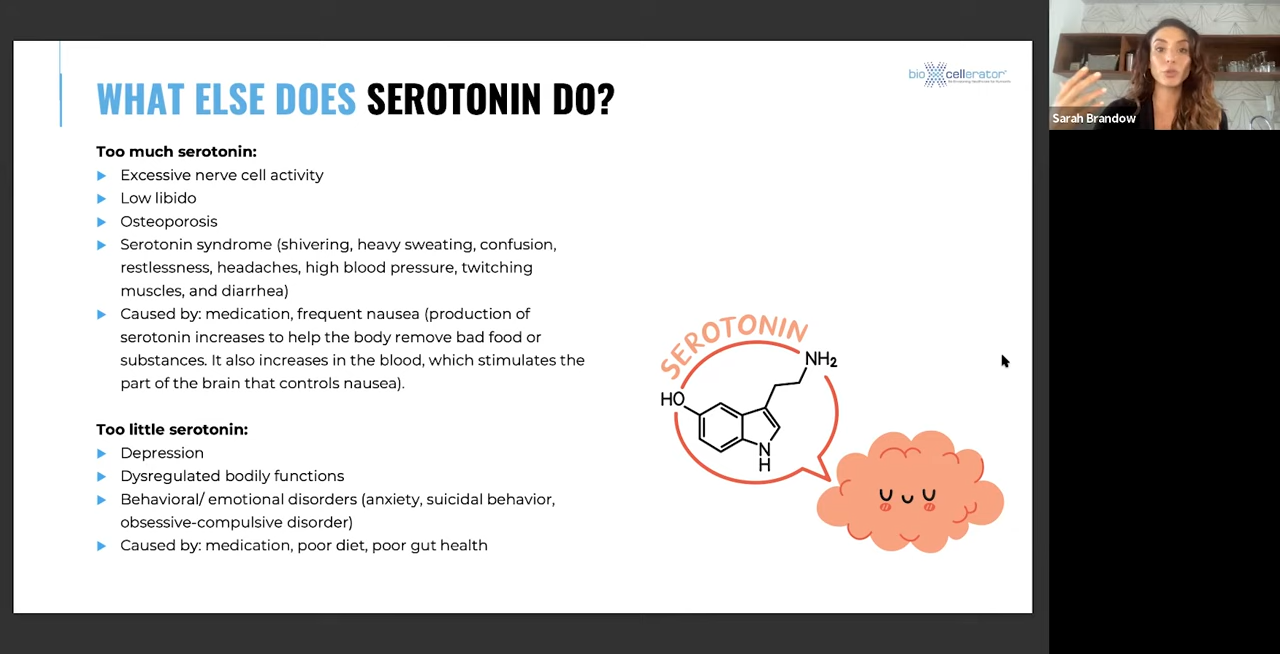 bioXcellerator
WHAT ELSE DOES SEROTONIN DO?
Sarah Brandow
Too much serotonin:
Excessive nerve cell activity
Low libido
Osteoporosis
Serotonin syndrome (shivering, heavy sweating, confusion,
restlessness, headaches, high blood pressure, twitching
muscles, and diarrhea)
Caused by: medication, frequent nausea (production of
serotonin increases to help the body remove bad food or
substances. It also increases in the blood, which stimulates the
part of the brain that controls nausea).
Too little serotonin:
Depression
Dysregulated bodily functions
Behavioral/ emotional disorders (anxiety, suicidal behavior,
obsessive-compulsive disorder)
Caused by: medication, poor diet, poor gut health
SEROTONIN
NH₂
HO
N
H